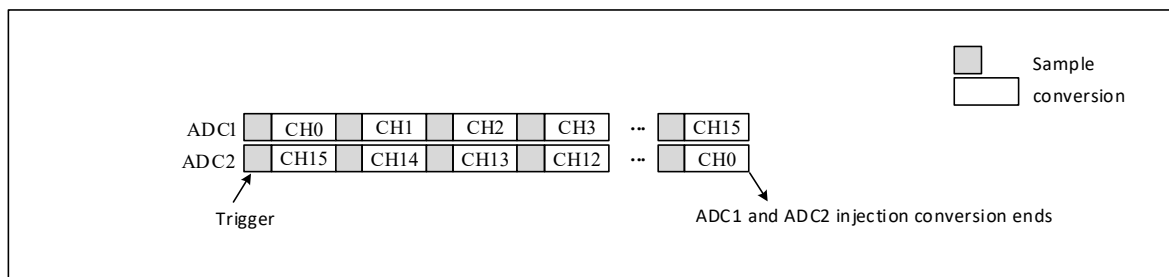 Sample
conversion
ADC1 CH0 CH1 CH2 CH3 ... CH15
ADC2 CH15 CH14 CH13 CH12 ... CH0
Trigger
ADC1 and ADC2 injection conversion ends